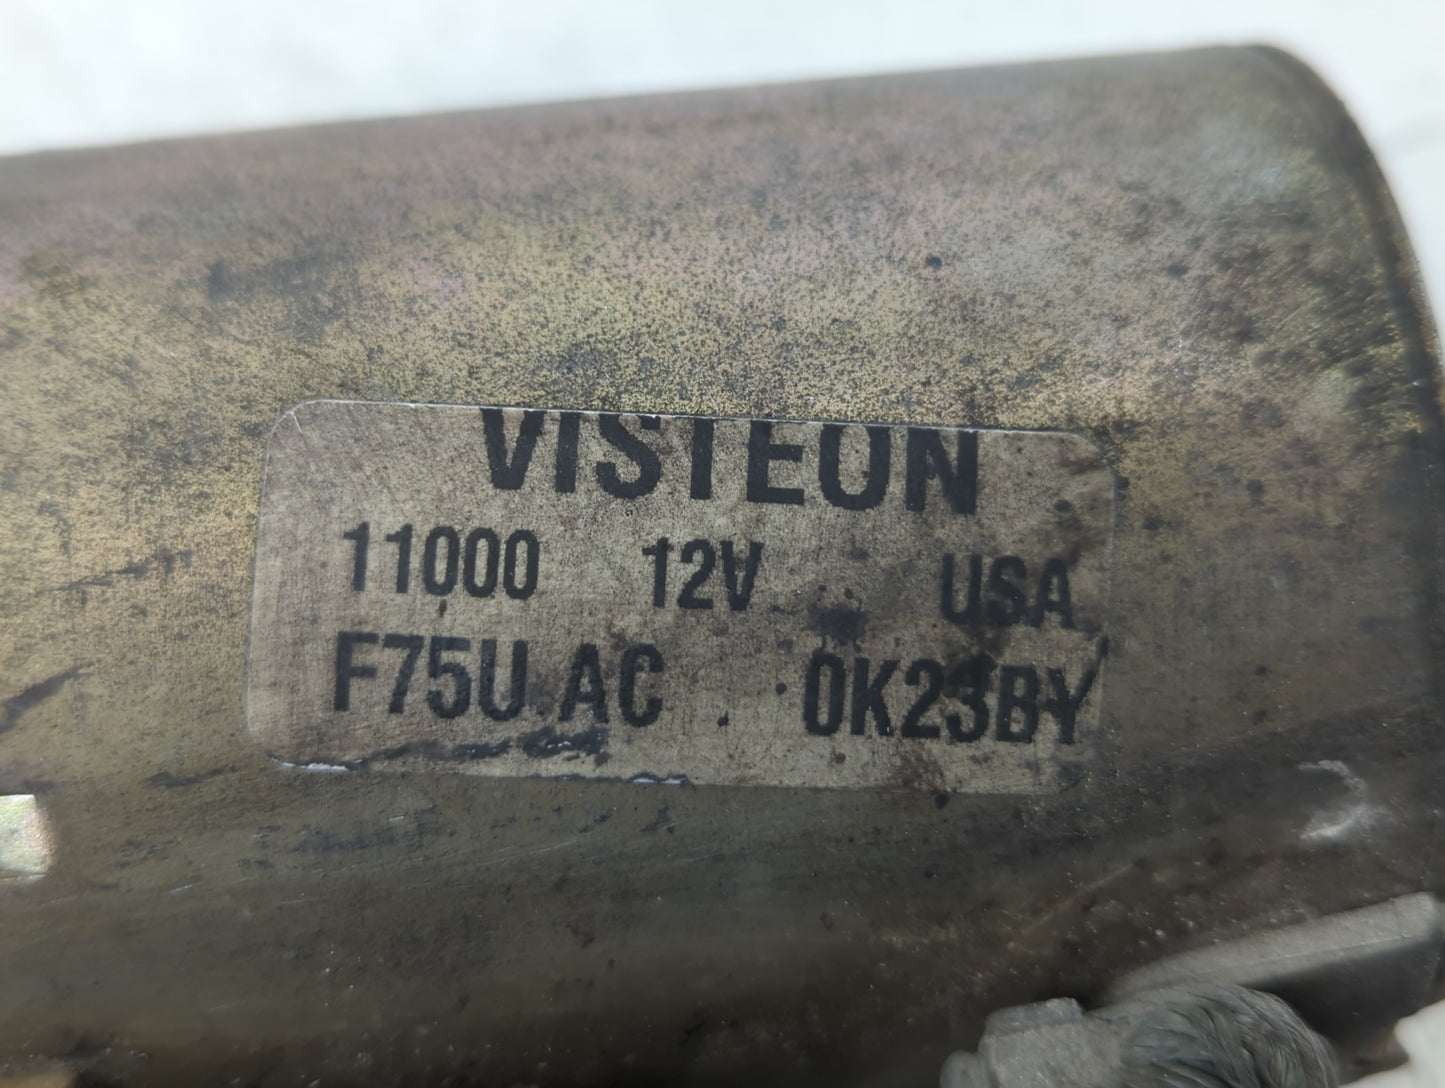 VISTEON
11000 12V USA
F75U AC 0K23BY